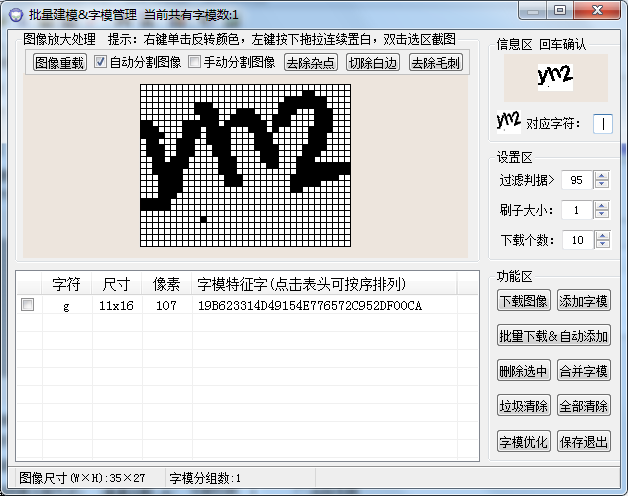 批量建模&字模管理 当前共有字模数:1
图像放大处理 提示：右键单击反转颜色，左键按下拖拉连续置白，双击选区截图
图像重载 自动分割图像 手动分割图像 去除杂点 切除白边 去除毛刺
信息区 回车确认
对应字符：
设置区
过滤判据> 95
刷子大小： 1
下载个数： 10
字符 尺寸 像素 字模特征字(点击表头可按序排列)
g 11x16 107 19B623314D49154E776572C952DF00CA
功能区
下载图像 添加字模
批量下载&自动添加
删除选中 合并字模
垃圾清除 全部清除
字模优化 保存退出
图像尺寸(W×H):35×27 字模分组数:1